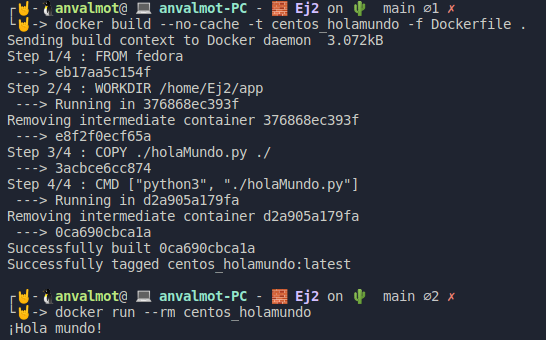 ┌🤘-🐧anvalmot@ 💻 anvalmot-PC - 🧱 Ej2 on 🌵 main ⌀1 ✗
└🤘-> docker build --no-cache -t centos_holamundo -f Dockerfile .
Sending build context to Docker daemon  3.072kB
Step 1/4 : FROM fedora
 ---> eb17aa5c154f
Step 2/4 : WORKDIR /home/Ej2/app
 ---> Running in 376868ec393f
Removing intermediate container 376868ec393f
 ---> e8f2f0ecf65a
Step 3/4 : COPY ./holaMundo.py ./
 ---> 3acbce6cc874
Step 4/4 : CMD ["python3", "./holaMundo.py"]
 ---> Running in d2a905a179fa
Removing intermediate container d2a905a179fa
 ---> 0ca690cbca1a
Successfully built 0ca690cbca1a
Successfully tagged centos_holamundo:latest
┌🤘-🐧anvalmot@ 💻 anvalmot-PC - 🧱 Ej2 on 🌵 main ⌀2 ✗
└🤘-> docker run --rm centos_holamundo
¡Hola mundo!